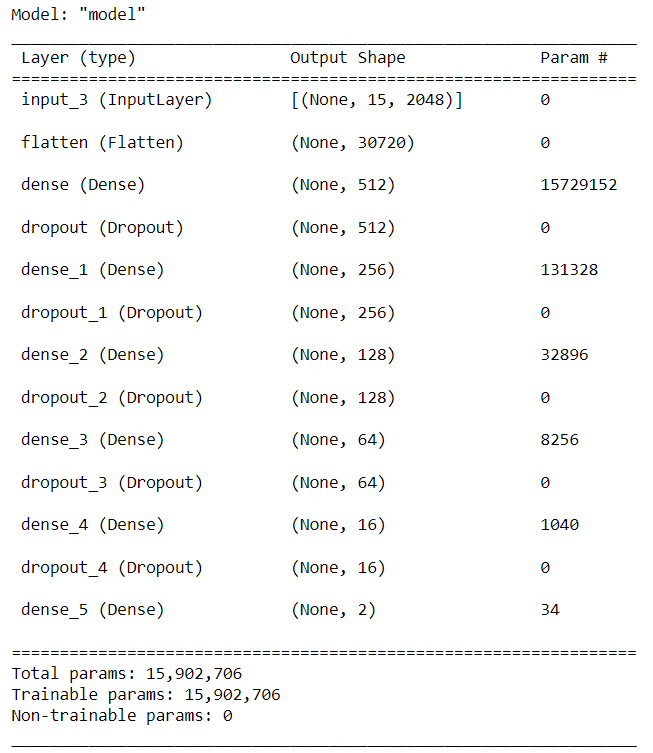 Model: "model"
_________________________________________________________________
Layer (type) Output Shape Param #
=================================================================
input_3 (InputLayer) [(None, 15, 2048)] 0
flatten (Flatten) (None, 30720) 0
dense (Dense) (None, 512) 15729152
dropout (Dropout) (None, 512) 0
dense_1 (Dense) (None, 256) 131328
dropout_1 (Dropout) (None, 256) 0
dense_2 (Dense) (None, 128) 32896
dropout_2 (Dropout) (None, 128) 0
dense_3 (Dense) (None, 64) 8256
dropout_3 (Dropout) (None, 64) 0
dense_4 (Dense) (None, 16) 1040
dropout_4 (Dropout) (None, 16) 0
dense_5 (Dense) (None, 2) 34
=================================================================
Total params: 15,902,706
Trainable params: 15,902,706
Non-trainable params: 0
_________________________________________________________________